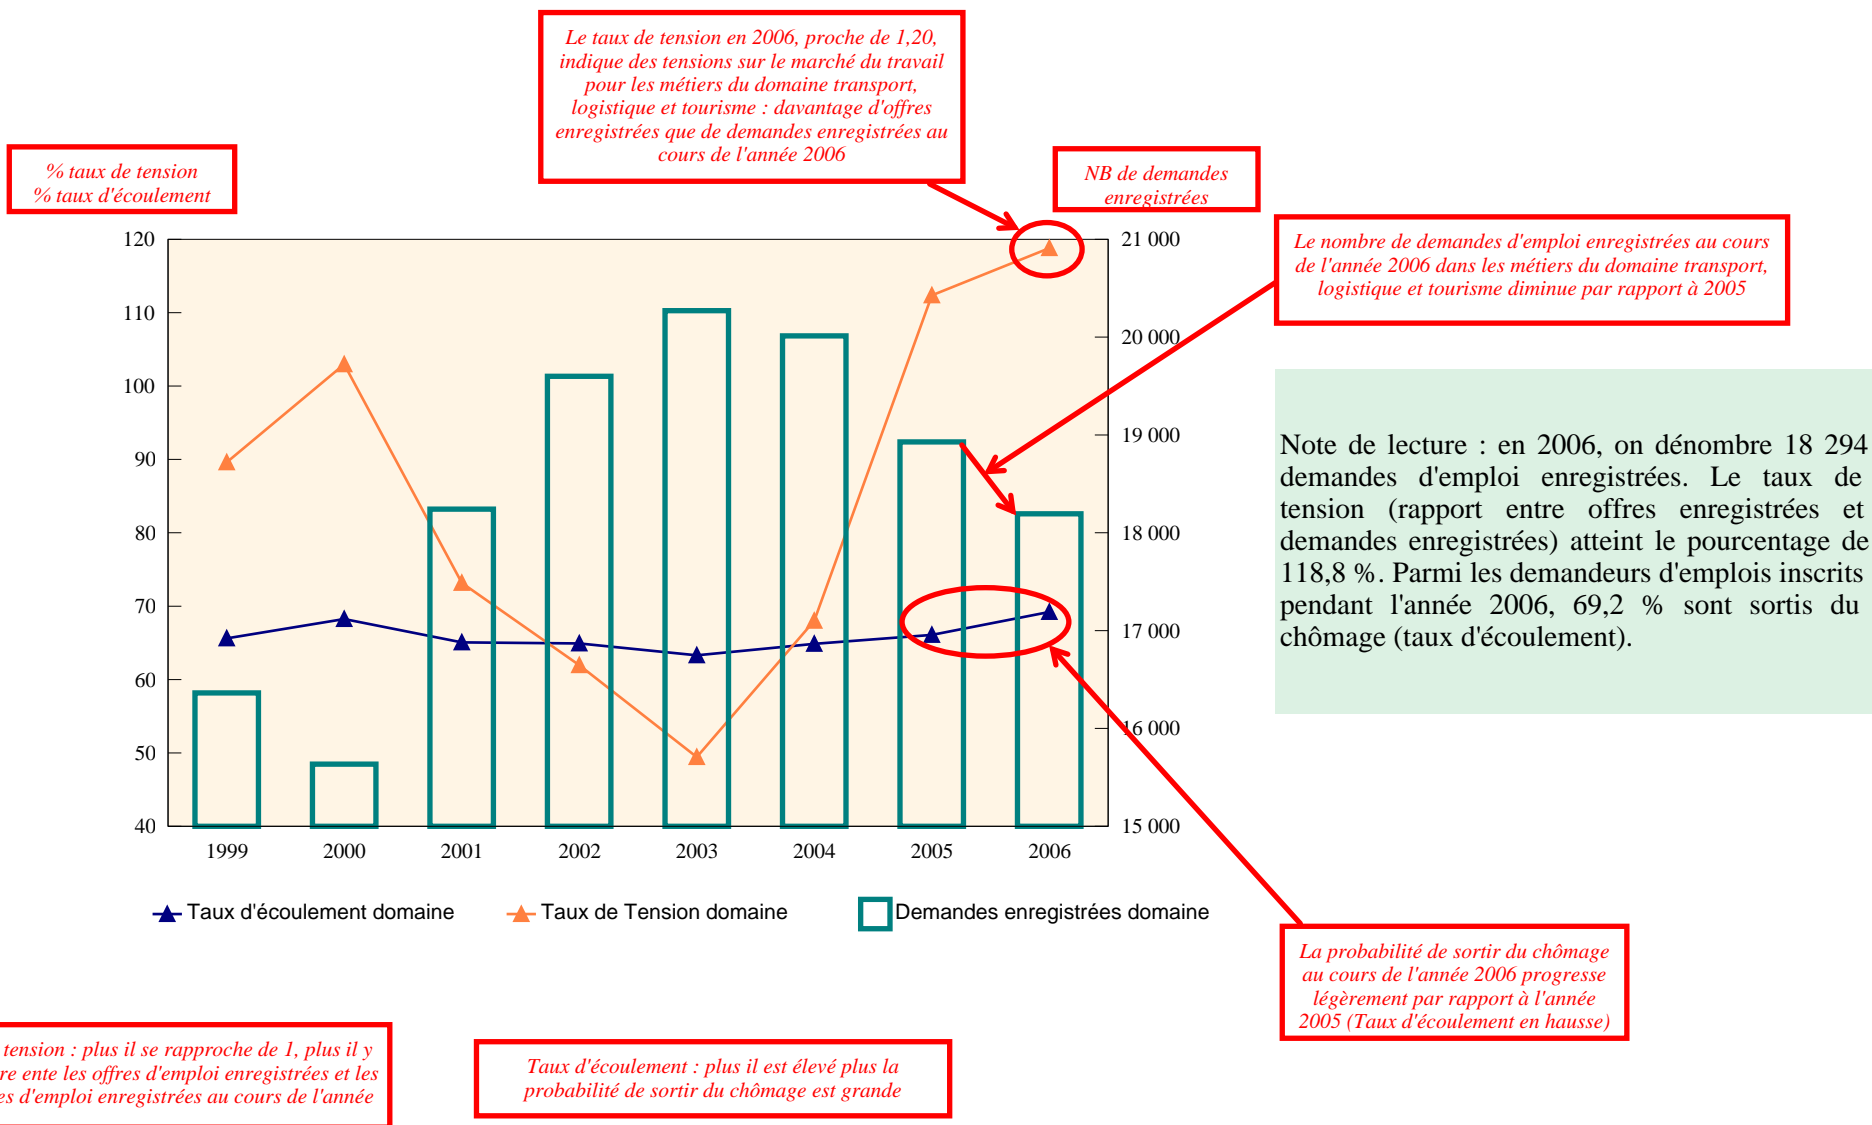 Le taux de tension en 2006, proche de 1,20,
indique des tensions sur le marché du travail
pour les métiers du domaine transport,
logistique et tourisme : davantage d'offres
enregistrées que de demandes enregistrées au
cours de l'année 2006
% taux de tension
% taux d'écoulement
NB de demandes
enregistrées
Le nombre de demandes d'emploi enregistrées au cours
de l'année 2006 dans les métiers du domaine transport,
logistique et tourisme diminue par rapport à 2005
120
110
100
90
80
70
60
50
40
21 000
20 000
19 000
18 000
17 000
16 000
15 000
1999 2000 2001 2002 2003 2004 2005 2006
Note de lecture : en 2006, on dénombre 18 294
demandes d'emploi enregistrées. Le taux de
tension (rapport entre offres enregistrées et
demandes enregistrées) atteint le pourcentage de
118,8 %. Parmi les demandeurs d'emplois inscrits
pendant l'année 2006, 69,2 % sont sortis du
chômage (taux d'écoulement).
Taux d'écoulement domaine Taux de Tension domaine Demandes enregistrées domaine
La probabilité de sortir du chômage
au cours de l'année 2006 progresse
légèrement par rapport à l'année
2005 (Taux d'écoulement en hausse)
tension : plus il se rapproche de 1, plus il y
re ente les offres d'emploi enregistrées et les
es d'emploi enregistrées au cours de l'année
Taux d'écoulement : plus il est élevé plus la
probabilité de sortir du chômage est grande